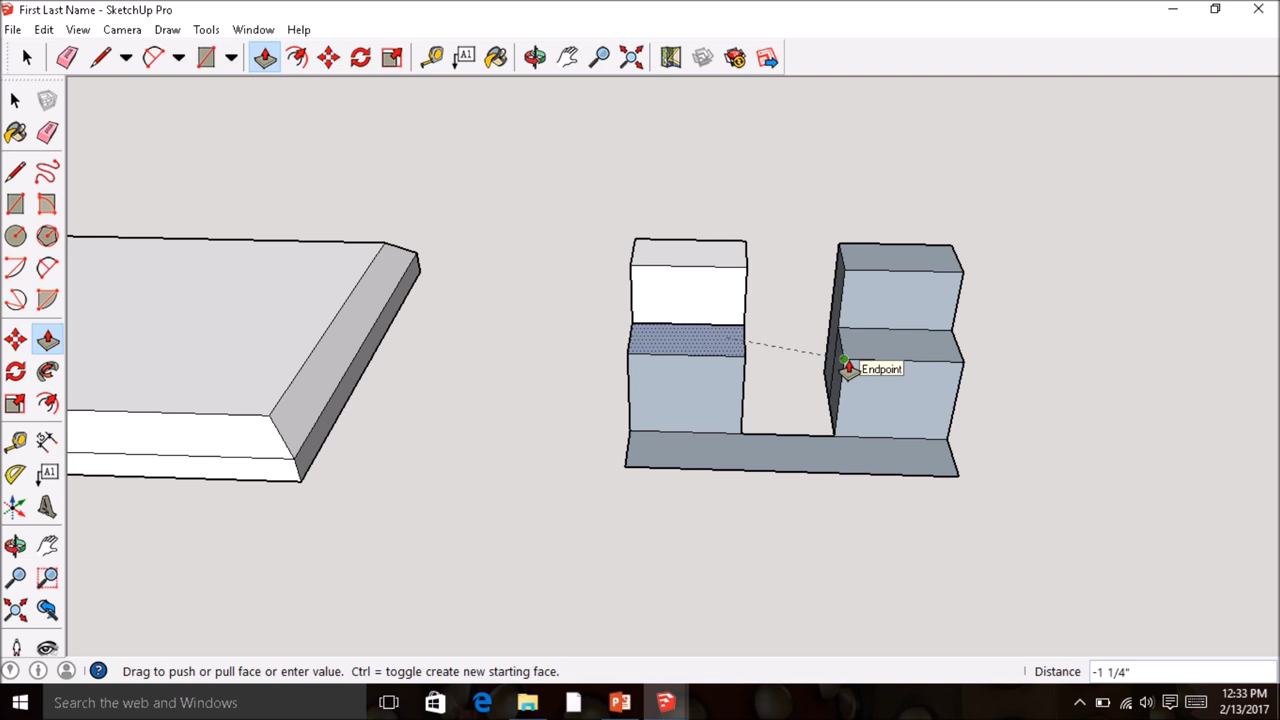 First Last Name - SketchUp Pro
File Edit View Camera Draw Tools Window Help
A1
A1
Endpoint
Drag to push or pull face or enter value. Ctrl = toggle create new starting face.
Distance -1 1/4"
Search the web and Windows
12:33 PM
2/13/2017